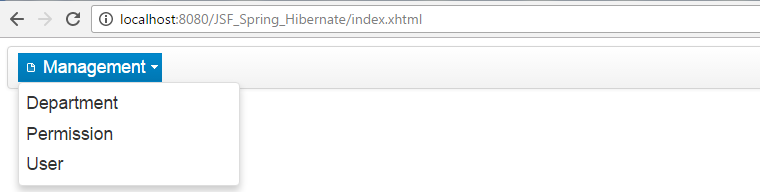 localhost:8080/JSF_Spring_Hibernate/index.xhtml
Management
Department
Permission
User